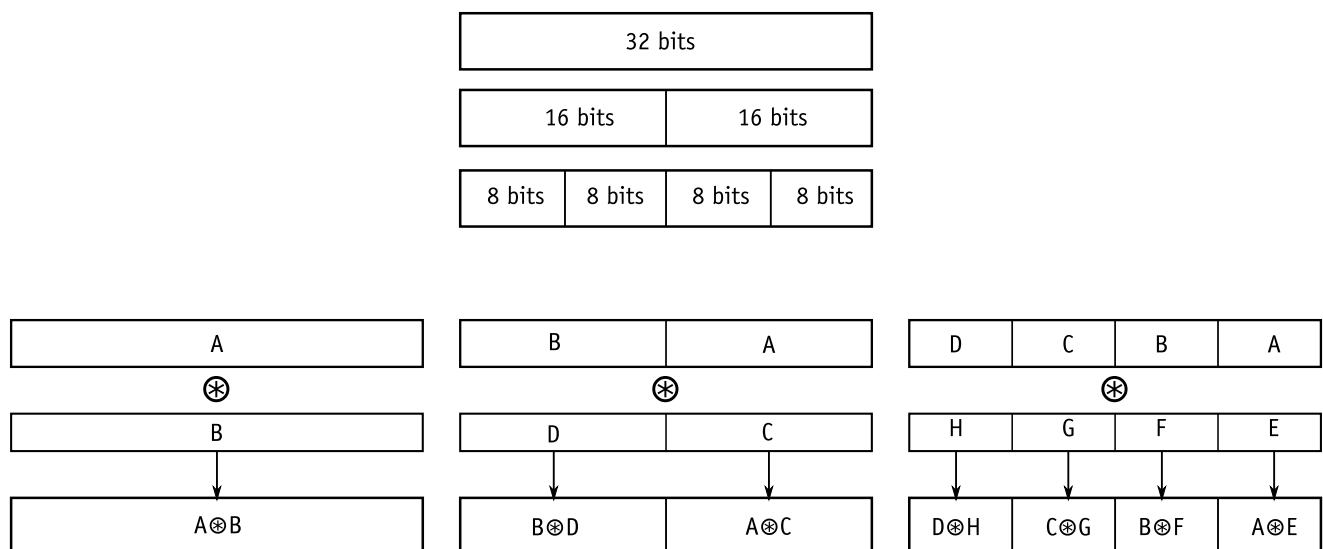 32 bits
16 bits 16 bits
8 bits 8 bits 8 bits 8 bits
A B A D C B A
⊛ ⊛ ⊛
B D C H G F E
A⊛B B⊛D A⊛C D⊛H C⊛G B⊛F A⊛E